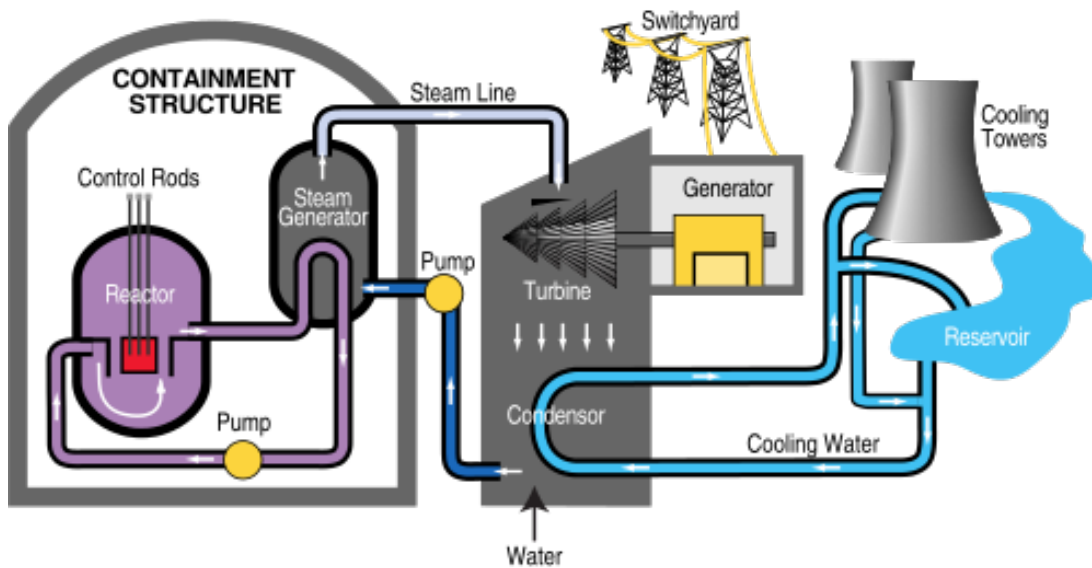 Switchyard
CONTAINMENT
STRUCTURE
Steam Line
Cooling
Towers
Control Rods
Steam
Generator
Generator
Pump
Reactor
Turbine
Reservoir
Pump
Condensor
Cooling Water
Water